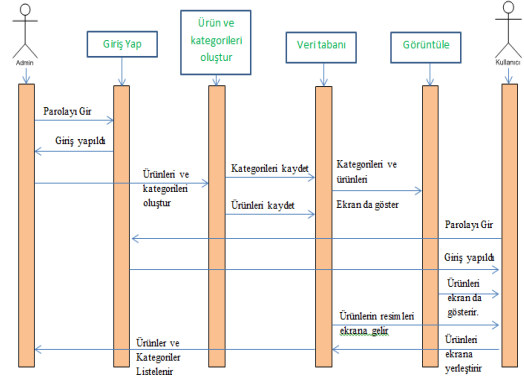 Ürün ve
kategorileri
oluştur
Giriş Yap
Veri tabanı
Görüntüle
Admin
Kullanıcı
Parolayı Gir
Giriş yapıldı
Ürünleri ve
kategorileri
oluştur
Kategorileri kaydet
Ürünleri kaydet
Kategorileri ve
ürünleri
Ekran da göster
Parolayı Gir
Giriş yapıldı
Ürünleri
ekran da
gösterir.
Ürünlerin resimleri
ekrana gelir
Ürünleri
ekrana
yerleştirir
Ürünler ve
Kategoriler
Listelenir